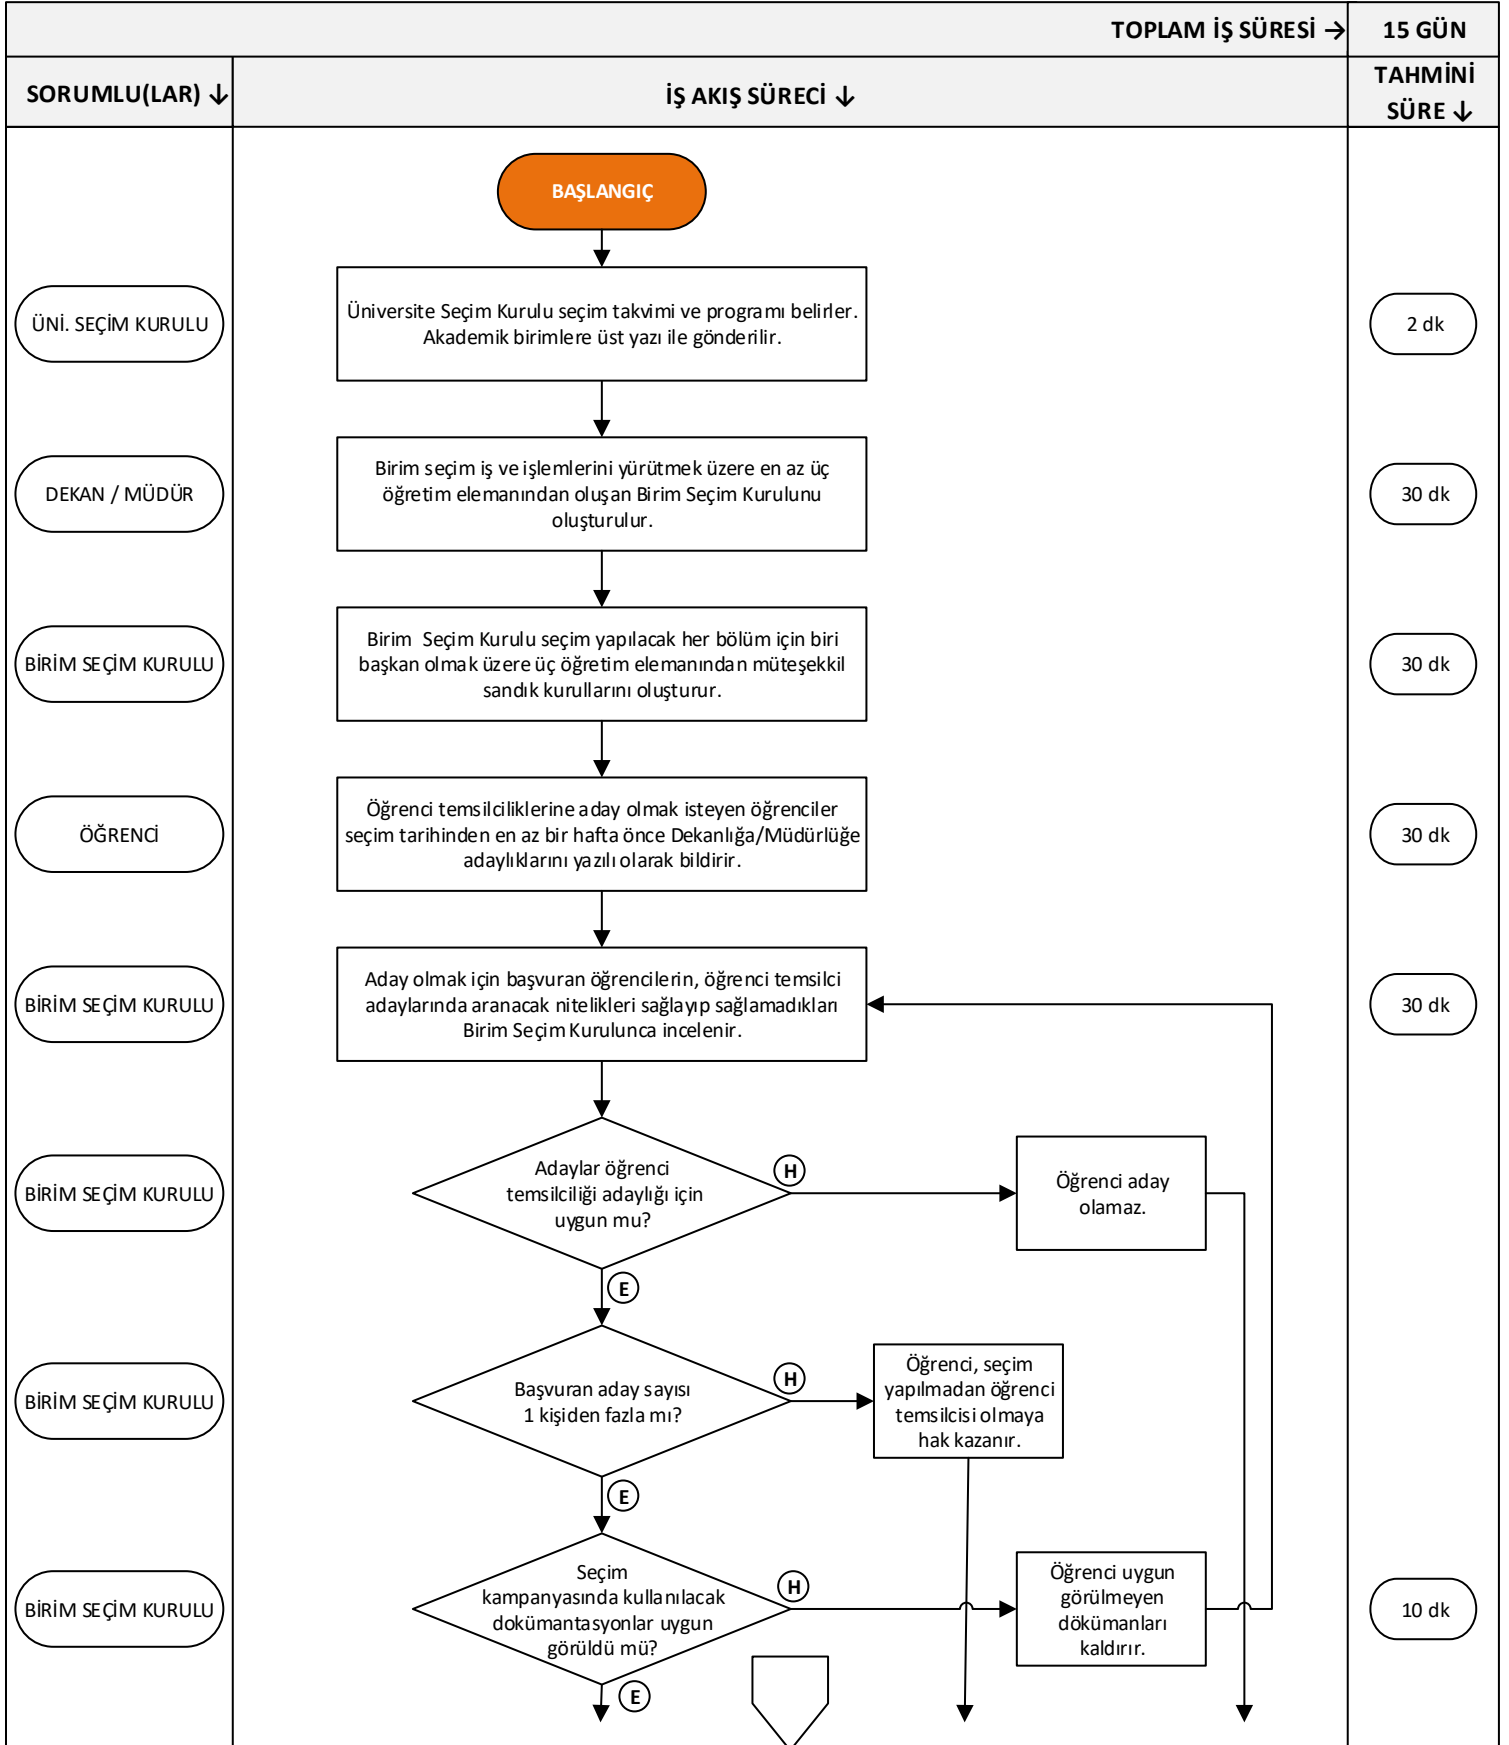 TOPLAM İŞ SÜRESİ →
15 GÜN
SORUMLU(LAR) ↓
İŞ AKIŞ SÜRECİ ↓
TAHMİNİ
SÜRE ↓
BAŞLANGIÇ
ÜNİ. SEÇİM KURULU
Üniversite Seçim Kurulu seçim takvimi ve programı belirler.
Akademik birimlere üst yazı ile gönderilir.
2 dk
DEKAN / MÜDÜR
Birim seçim iş ve işlemlerini yürütmek üzere en az üç
öğretim elemanından oluşan Birim Seçim Kurulunu
oluşturulur.
30 dk
BİRİM SEÇİM KURULU
Birim Seçim Kurulu seçim yapılacak her bölüm için biri
başkan olmak üzere üç öğretim elemanından müteşekkil
sandık kurullarını oluşturur.
30 dk
ÖĞRENCİ
Öğrenci temsilciliklerine aday olmak isteyen öğrenciler
seçim tarihinden en az bir hafta önce Dekanlığa/Müdürlüğe
adaylıklarını yazılı olarak bildirir.
30 dk
BİRİM SEÇİM KURULU
Aday olmak için başvuran öğrencilerin, öğrenci temsilci
adaylarında aranacak nitelikleri sağlayıp sağlamadıkları
Birim Seçim Kurulunca incelenir.
30 dk
BİRİM SEÇİM KURULU
Adaylar öğrenci
temsilciliği adaylığı için
uygun mu?
H
Öğrenci aday
olamaz.
E
BİRİM SEÇİM KURULU
Başvuran aday sayısı
1 kişiden fazla mı?
H
Öğrenci, seçim
yapılmadan öğrenci
temsilcisi olmaya
hak kazanır.
E
BİRİM SEÇİM KURULU
Seçim
kampanyasında kullanılacak
dokümantasyonlar uygun
görüldü mü?
H
Öğrenci uygun
görülmeyen
dökümanları
kaldırır.
10 dk
E